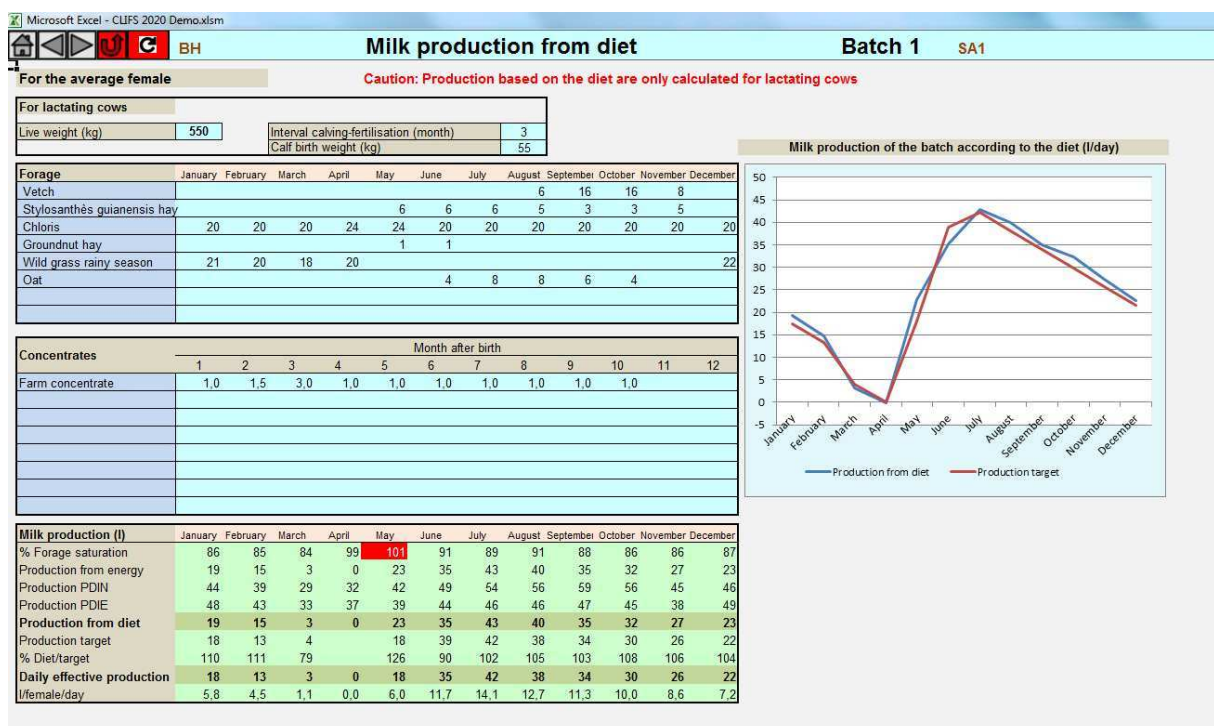 Microsoft Excel - CLIFS 2020 Demo.xlsm
BH Milk production from diet Batch 1 SA1
For the average female Caution: Production based on the diet are only calculated for lactating cows
For lactating cows
Live weight (kg) 550 Interval calving-fertilisation (month) 3
Calf birth weight (kg) 55
Forage January February March April May June July August September October November December
Vetch 6 16 16 8
Stylosanthès guianensis hay 6 6 6 5 3 3 5
Chloris 20 20 20 24 24 20 20 20 20 20 20 20
Groundnut hay 1 1
Wild grass rainy season 21 20 18 20 22
Oat 4 8 8 6 4
Concentrates Month after birth
1 2 3 4 5 6 7 8 9 10 11 12
Farm concentrate 1,0 1,5 3,0 1,0 1,0 1,0 1,0 1,0 1,0 1,0
Milk production (l) January February March April May June July August September October November December
% Forage saturation 86 85 84 99 101 91 89 91 88 86 86 87
Production from energy 19 15 3 0 23 35 43 40 35 32 27 23
Production PDIN 44 39 29 32 42 49 54 56 59 56 45 46
Production PDIE 48 43 33 37 39 44 46 46 47 45 38 49
Production from diet 19 15 3 0 23 35 43 40 35 32 27 23
Production target 18 13 4 18 39 42 38 34 30 26 22
% Diet/target 110 111 79 126 90 102 105 103 108 106 104
Daily effective production 18 13 3 0 18 35 42 38 34 30 26 22
l/female/day 5,8 4,5 1,1 0,0 6,0 11,7 14,1 12,7 11,3 10,0 8,6 7,2
Milk production of the batch according to the diet (l/day)
50
45
40
35
30
25
20
15
10
5
0
-5
January February March April May June July August September October November December
Production from diet Production target